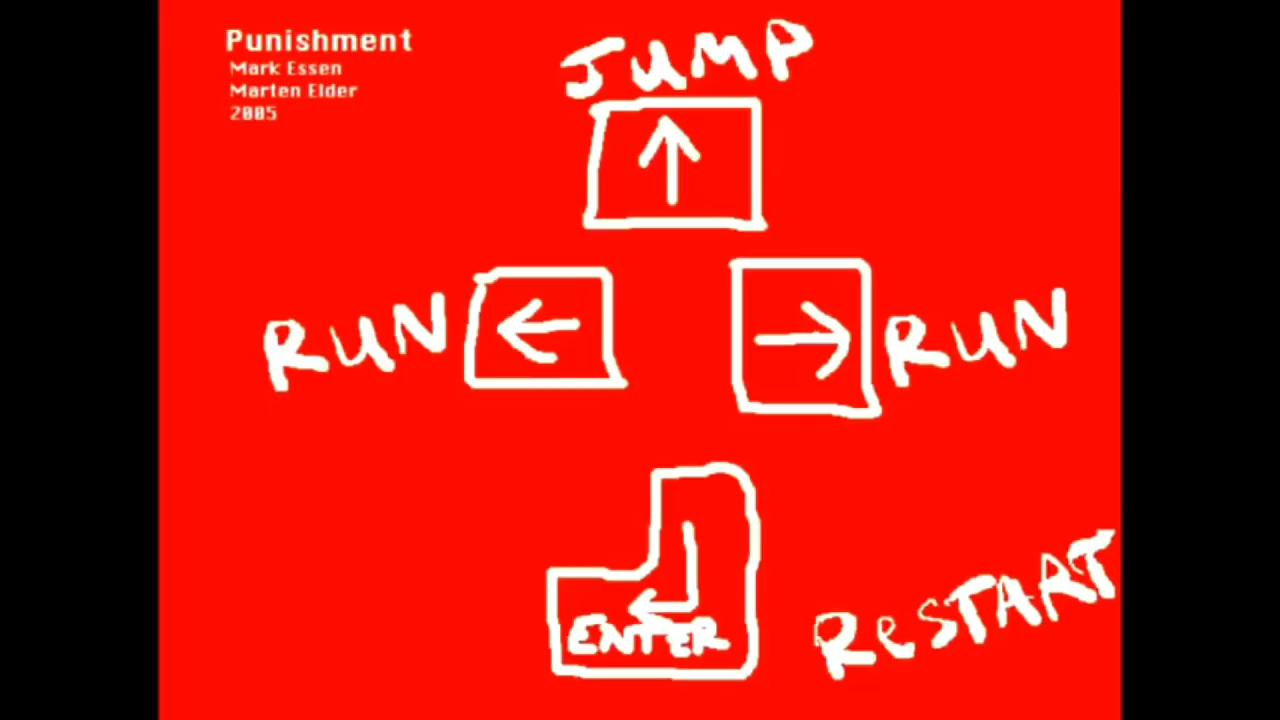 Punishment
Mark Essen
Marten Elder
2005
JUMP
RUN
RUN
ENTER
ReSTART